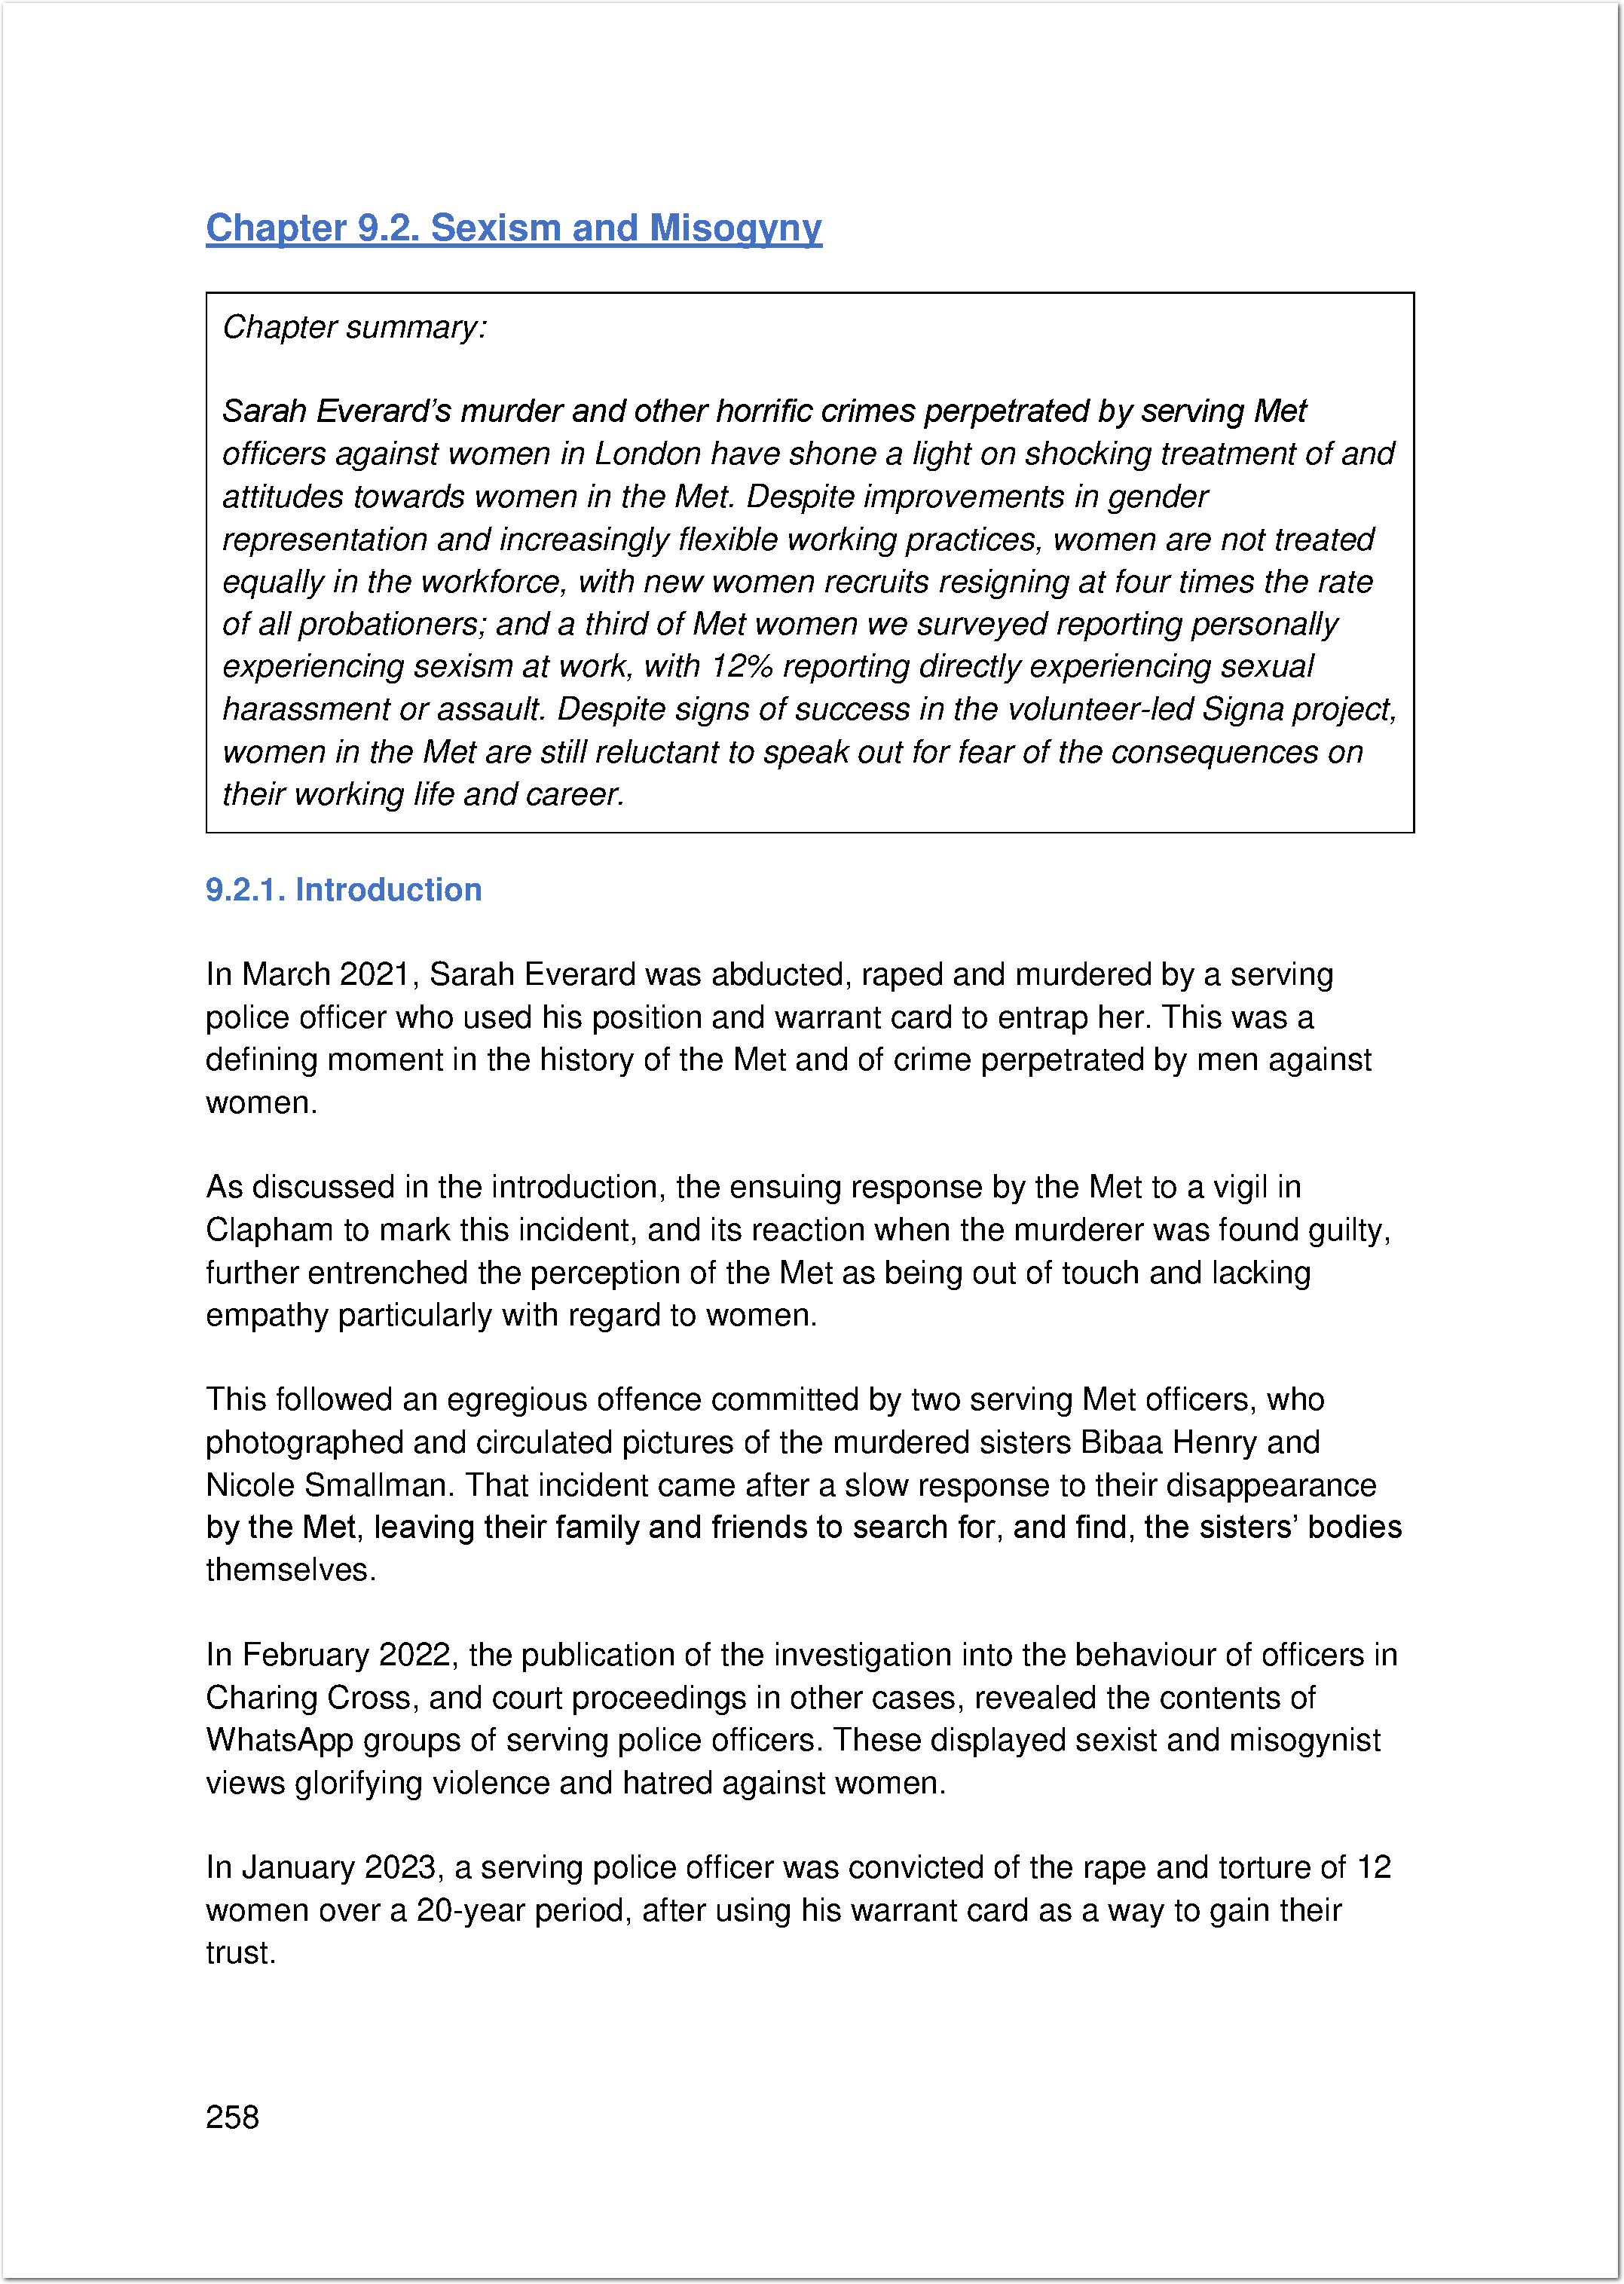 Chapter 9.2. Sexism and Misogyny
Chapter summary:
Sarah Everard’s murder and other horrific crimes perpetrated by serving Met
officers against women in London have shone a light on shocking treatment of and
attitudes towards women in the Met. Despite improvements in gender
representation and increasingly flexible working practices, women are not treated
equally in the workforce, with new women recruits resigning at four times the rate
of all probationers; and a third of Met women we surveyed reporting personally
experiencing sexism at work, with 12% reporting directly experiencing sexual
harassment or assault. Despite signs of success in the volunteer-led Signa project,
women in the Met are still reluctant to speak out for fear of the consequences on
their working life and career.
9.2.1. Introduction
In March 2021, Sarah Everard was abducted, raped and murdered by a serving
police officer who used his position and warrant card to entrap her. This was a
defining moment in the history of the Met and of crime perpetrated by men against
women.
As discussed in the introduction, the ensuing response by the Met to a vigil in
Clapham to mark this incident, and its reaction when the murderer was found guilty,
further entrenched the perception of the Met as being out of touch and lacking
empathy particularly with regard to women.
This followed an egregious offence committed by two serving Met officers, who
photographed and circulated pictures of the murdered sisters Bibaa Henry and
Nicole Smallman. That incident came after a slow response to their disappearance
by the Met, leaving their family and friends to search for, and find, the sisters’ bodies
themselves.
In February 2022, the publication of the investigation into the behaviour of officers in
Charing Cross, and court proceedings in other cases, revealed the contents of
WhatsApp groups of serving police officers. These displayed sexist and misogynist
views glorifying violence and hatred against women.
In January 2023, a serving police officer was convicted of the rape and torture of 12
women over a 20-year period, after using his warrant card as a way to gain their
trust.
258